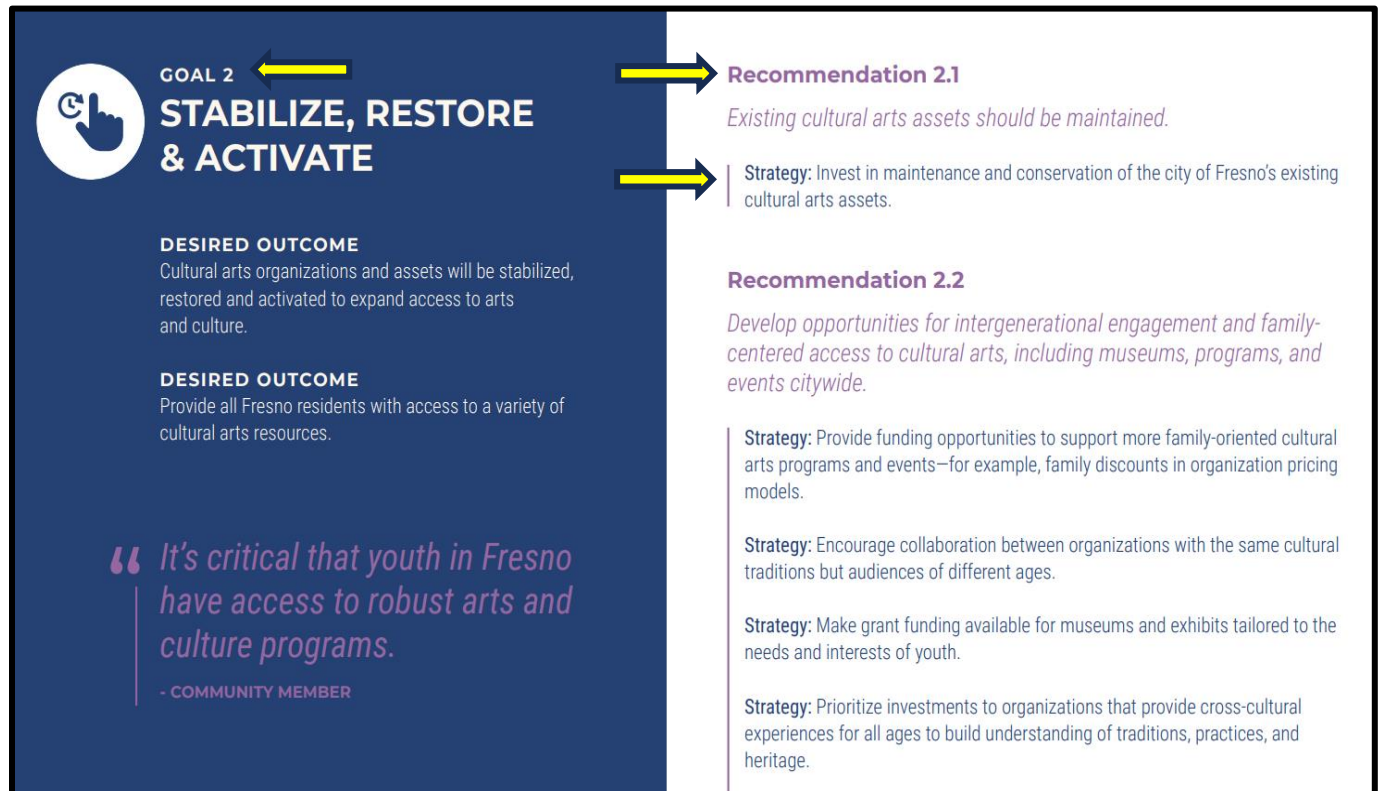 GOAL 2
STABILIZE, RESTORE
& ACTIVATE
DESIRED OUTCOME
Cultural arts organizations and assets will be stabilized,
restored and activated to expand access to arts
and culture.
DESIRED OUTCOME
Provide all Fresno residents with access to a variety of
cultural arts resources.
“ It’s critical that youth in Fresno
have access to robust arts and
culture programs.
- COMMUNITY MEMBER
Recommendation 2.1
Existing cultural arts assets should be maintained.
Strategy: Invest in maintenance and conservation of the city of Fresno’s existing
cultural arts assets.
Recommendation 2.2
Develop opportunities for intergenerational engagement and family-
centered access to cultural arts, including museums, programs, and
events citywide.
Strategy: Provide funding opportunities to support more family-oriented cultural
arts programs and events—for example, family discounts in organization pricing
models.
Strategy: Encourage collaboration between organizations with the same cultural
traditions but audiences of different ages.
Strategy: Make grant funding available for museums and exhibits tailored to the
needs and interests of youth.
Strategy: Prioritize investments to organizations that provide cross-cultural
experiences for all ages to build understanding of traditions, practices, and
heritage.